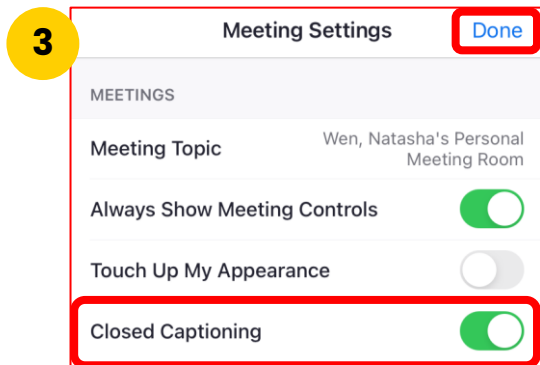 3
Meeting Settings
Done
MEETINGS
Meeting Topic
Wen, Natasha's Personal
Meeting Room
Always Show Meeting Controls
Touch Up My Appearance
Closed Captioning